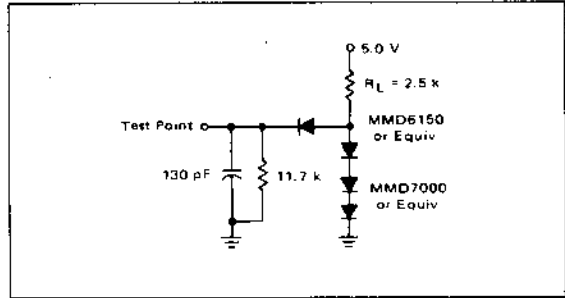 5.0 V
RL = 2.5 k
Test Point
MMD6150
or Equiv
130 pF
11.7 k
MMD7000
or Equiv